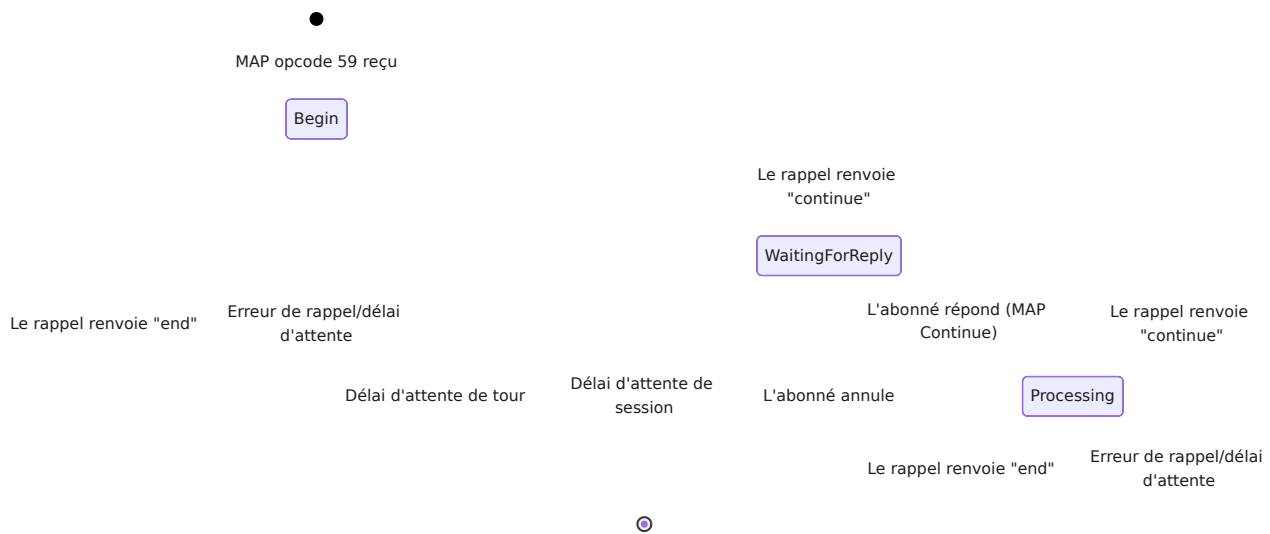 MAP opcode 59 reçu
Begin
Le rappel renvoie
"continue"
WaitingForReply
Le rappel renvoie "end"
Erreur de rappel/délai
d'attente
L'abonné répond (MAP
Continue)
Le rappel renvoie
"continue"
Délai d'attente de tour
Délai d'attente de
session
L'abonné annule
Processing
Le rappel renvoie "end"
Erreur de rappel/délai
d'attente